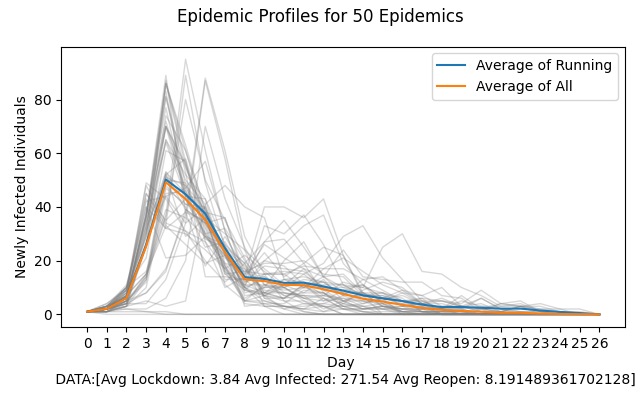 Epidemic Profiles for 50 Epidemics
Newly Infected Individuals
80
60
40
20
0
Average of Running
Average of All
0 1 2 3 4 5 6 7 8 9 10 11 12 13 14 15 16 17 18 19 20 21 22 23 24 25 26
Day
DATA:[Avg Lockdown: 3.84 Avg Infected: 271.54 Avg Reopen: 8.191489361702128]